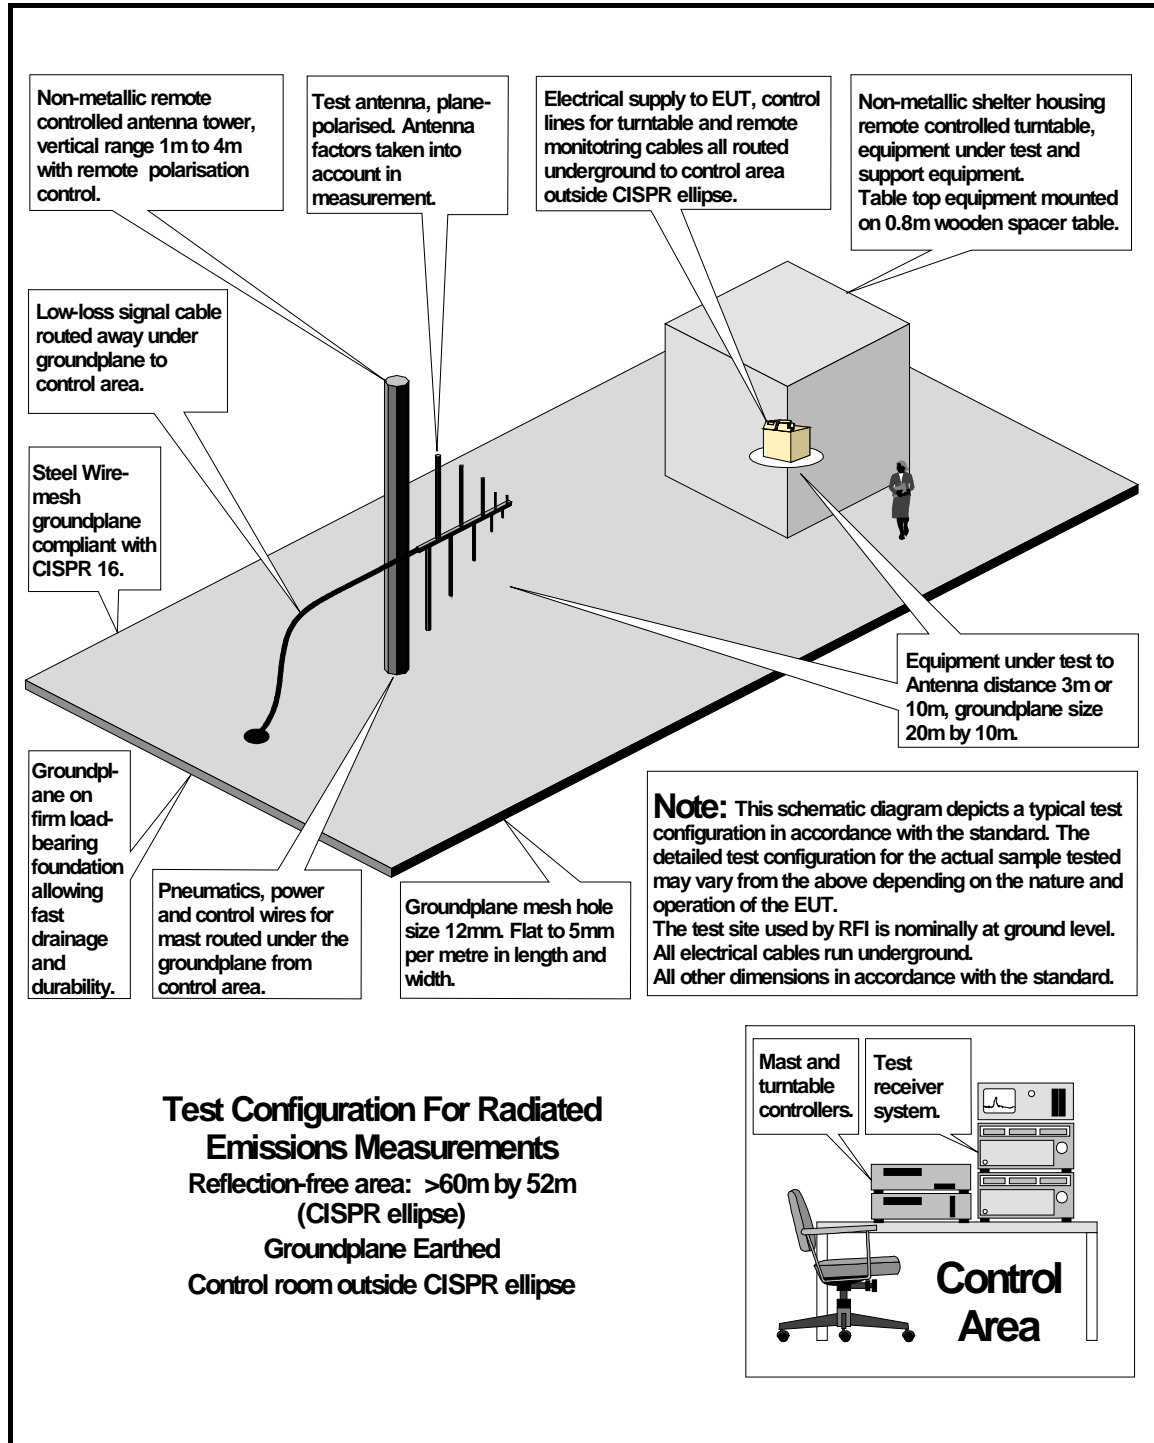 Non-metallic remote
controlled antenna tower,
vertical range 1m to 4m
with remote polarisation
control.
Test antenna, plane-
polarised. Antenna
factors taken into
account in
measurement.
Electrical supply to EUT, control
lines for turntable and remote
monitotring cables all routed
underground to control area
outside CISPR ellipse.
Non-metallic shelter housing
remote controlled turntable,
equipment under test and
support equipment.
Table top equipment mounted
on 0.8m wooden spacer table.
Low-loss signal cable
routed away under
groundplane to
control area.
Steel Wire-
mesh
groundplane
compliant with
CISPR 16.
Equipment under test to
Antenna distance 3m or
10m, groundplane size
20m by 10m.
Groundpl-
ane on
firm load-
bearing
foundation
allowing
fast
drainage
and
durability.
Pneumatics, power
and control wires for
mast routed under the
groundplane from
control area.
Groundplane mesh hole
size 12mm. Flat to 5mm
per metre in length and
width.
Note: This schematic diagram depicts a typical test
configuration in accordance with the standard. The
detailed test configuration for the actual sample tested
may vary from the above depending on the nature and
operation of the EUT.
The test site used by RFI is nominally at ground level.
All electrical cables run underground.
All other dimensions in accordance with the standard.
Test Configuration For Radiated
Emissions Measurements
Reflection-free area: >60m by 52m
(CISPR ellipse)
Groundplane Earthed
Control room outside CISPR ellipse
Mast and
turntable
controllers.
Test
receiver
system.
Control
Area